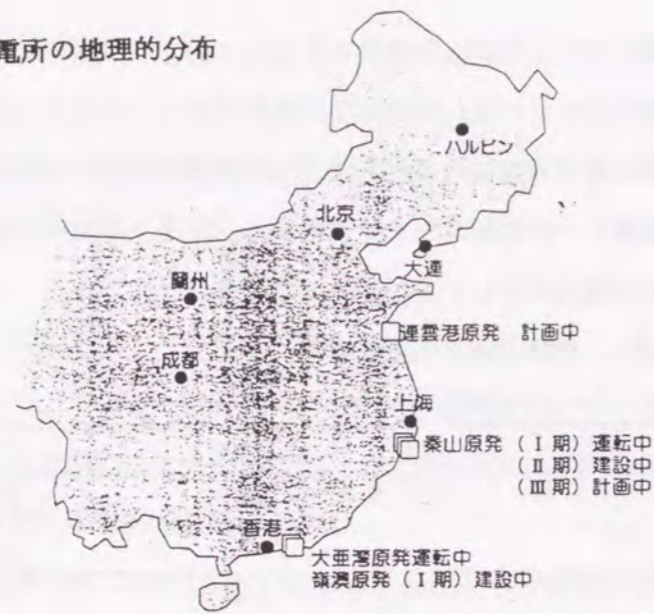 電所の地理的分布
ハルビン
北京
大連
蘭州
連雲港原発 計画中
成都
上海
秦山原発 (Ⅰ期) 運転中
(Ⅱ期) 建設中
(Ⅲ期) 計画中
香港
大亜湾原発運転中
嶺澳原発 (Ⅰ期) 建設中